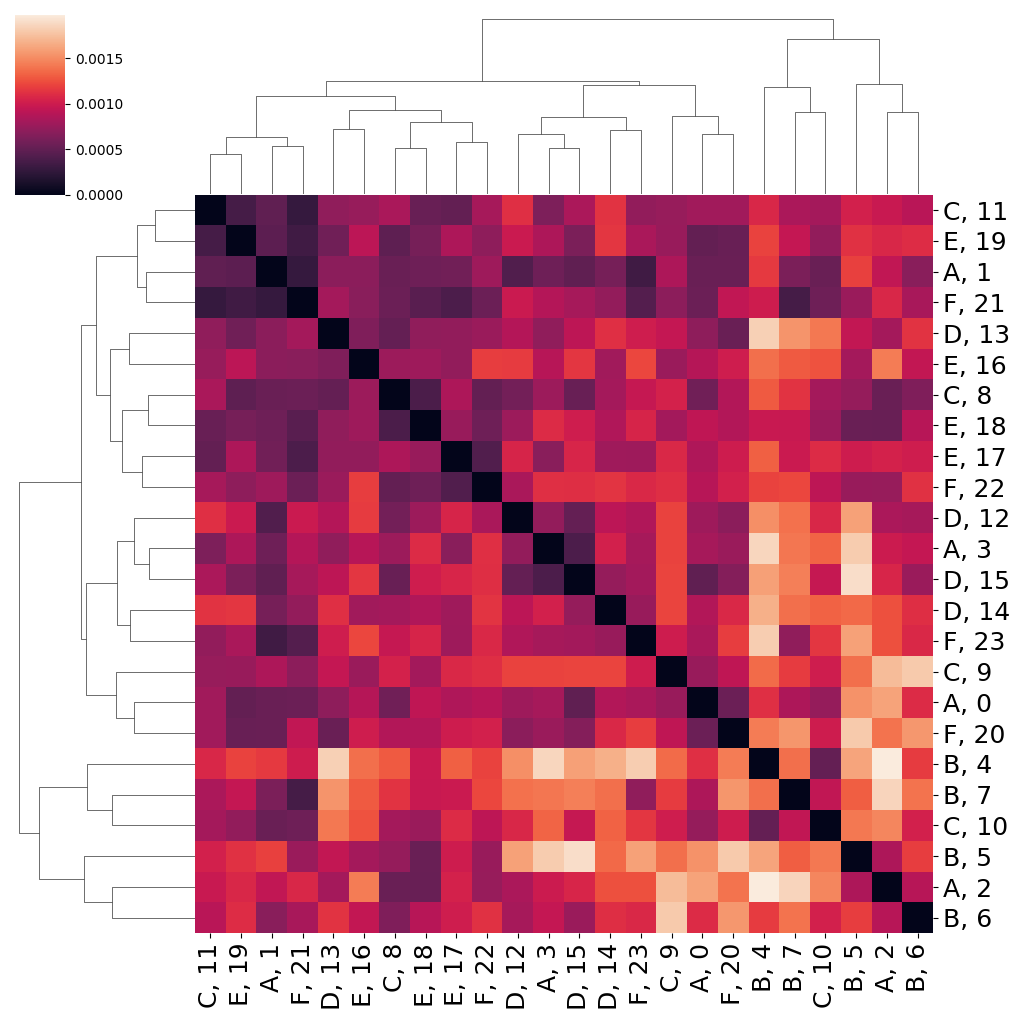 0.0015
0.0010
0.0005
0.0000
C, 11
E, 19
A, 1
F, 21
D, 13
E, 16
C, 8
E, 18
E, 17
F, 22
D, 12
A, 3
D, 15
D, 14
F, 23
C, 9
A, 0
F, 20
B, 4
B, 7
C, 10
B, 5
A, 2
B, 6
C, 11
E, 19
A, 1
F, 21
D, 13
E, 16
C, 8
E, 18
E, 17
F, 22
D, 12
A, 3
D, 15
D, 14
F, 23
C, 9
A, 0
F, 20
B, 4
B, 7
C, 10
B, 5
A, 2
B, 6